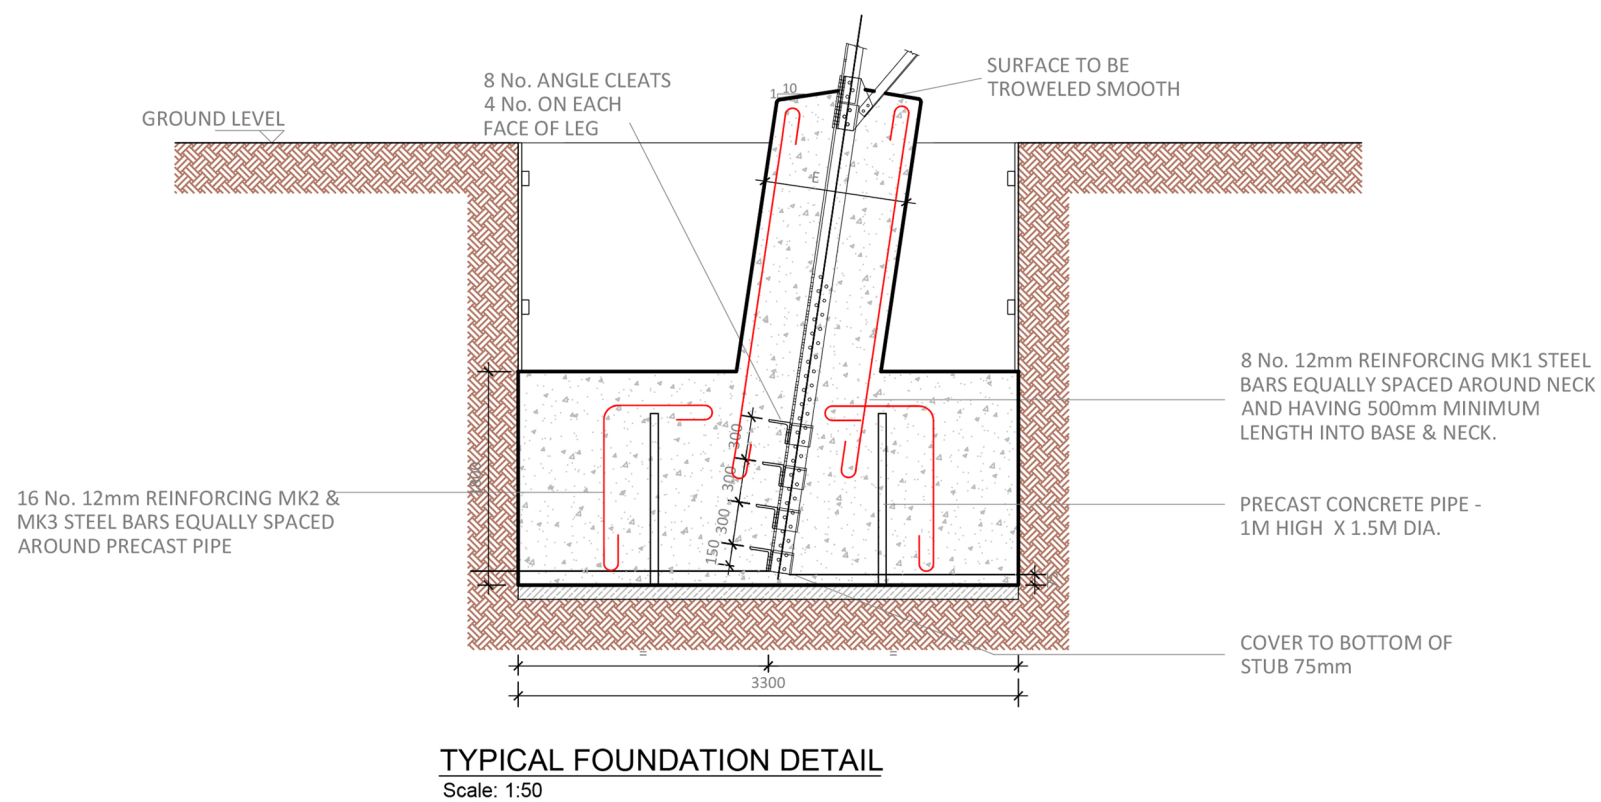 8 No. ANGLE CLEATS
4 No. ON EACH
FACE OF LEG
SURFACE TO BE
TROWELED SMOOTH
GROUND LEVEL
1 10
E
8 No. 12mm REINFORCING MK1 STEEL
BARS EQUALLY SPACED AROUND NECK
AND HAVING 500mm MINIMUM
LENGTH INTO BASE & NECK.
300
300
300
150
16 No. 12mm REINFORCING MK2 &
MK3 STEEL BARS EQUALLY SPACED
AROUND PRECAST PIPE
PRECAST CONCRETE PIPE -
1M HIGH X 1.5M DIA.
COVER TO BOTTOM OF
STUB 75mm
= =
3300
TYPICAL FOUNDATION DETAIL
Scale: 1:50